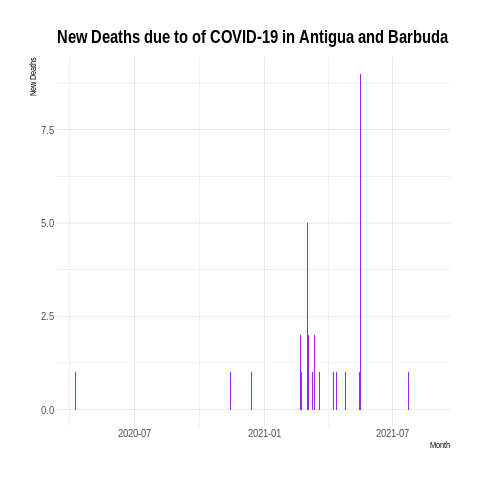 New Deaths due to of COVID-19 in Antigua and Barbuda
New Deaths
7.5
5.0
2.5
0.0
2020-07 2021-01 2021-07
Month